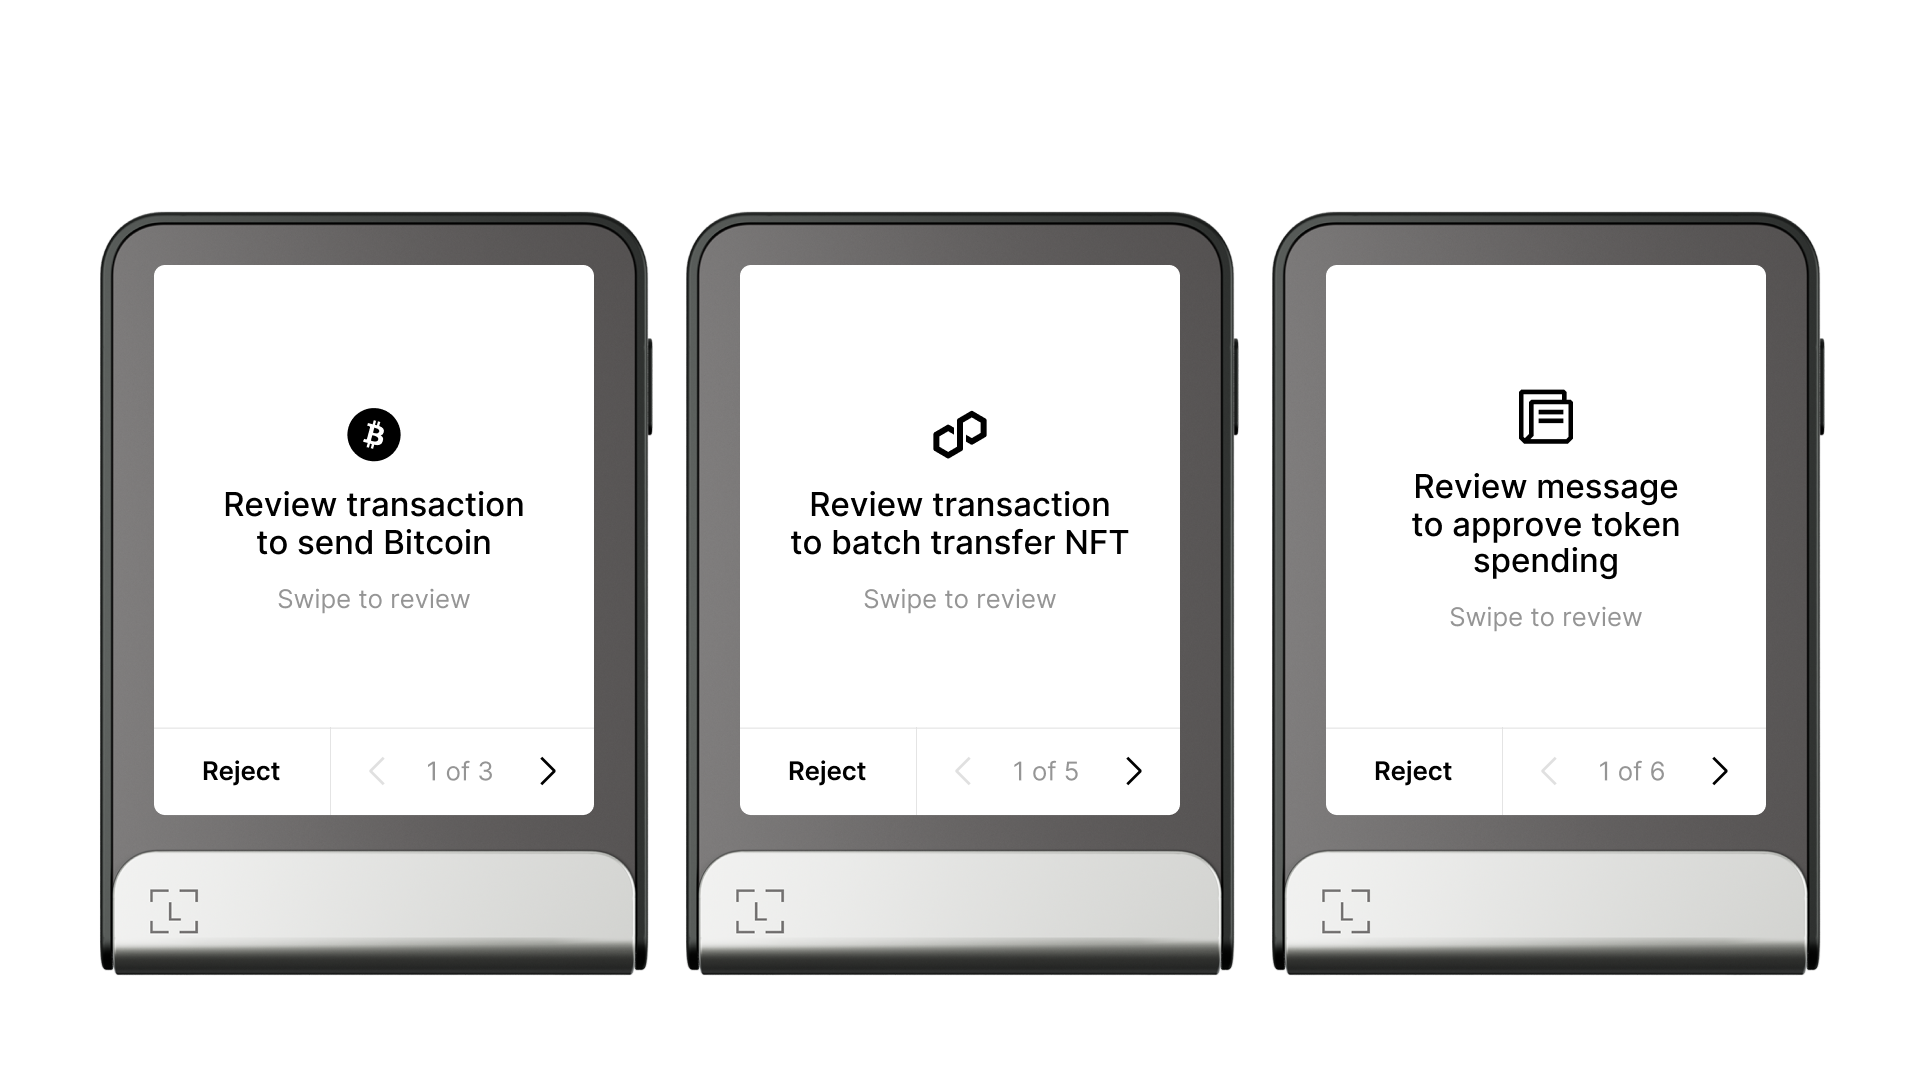 Review transaction
to send Bitcoin
Swipe to review
Reject
1 of 3
L
Review transaction
to batch transfer NFT
Swipe to review
Reject
1 of 5
L
Review message
to approve token
spending
Swipe to review
Reject
1 of 6
L